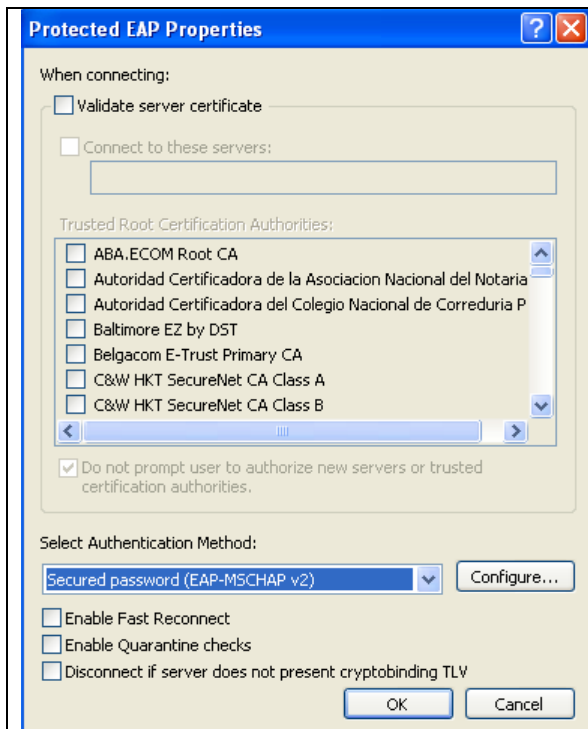 Protected EAP Properties
When connecting:
Validate server certificate
Connect to these servers:
Trusted Root Certification Authorities:
ABA.ECOM Root CA
Autoridad Certificadora de la Asociacion Nacional del Notaria
Autoridad Certificadora del Colegio Nacional de Correduria P
Baltimore EZ by DST
Belgacom E-Trust Primary CA
C&W HKT SecureNet CA Class A
C&W HKT SecureNet CA Class B
Do not prompt user to authorize new servers or trusted
certification authorities.
Select Authentication Method:
Secured password (EAP-MSCHAP v2)
Configure...
Enable Fast Reconnect
Enable Quarantine checks
Disconnect if server does not present cryptobinding TLV
OK Cancel